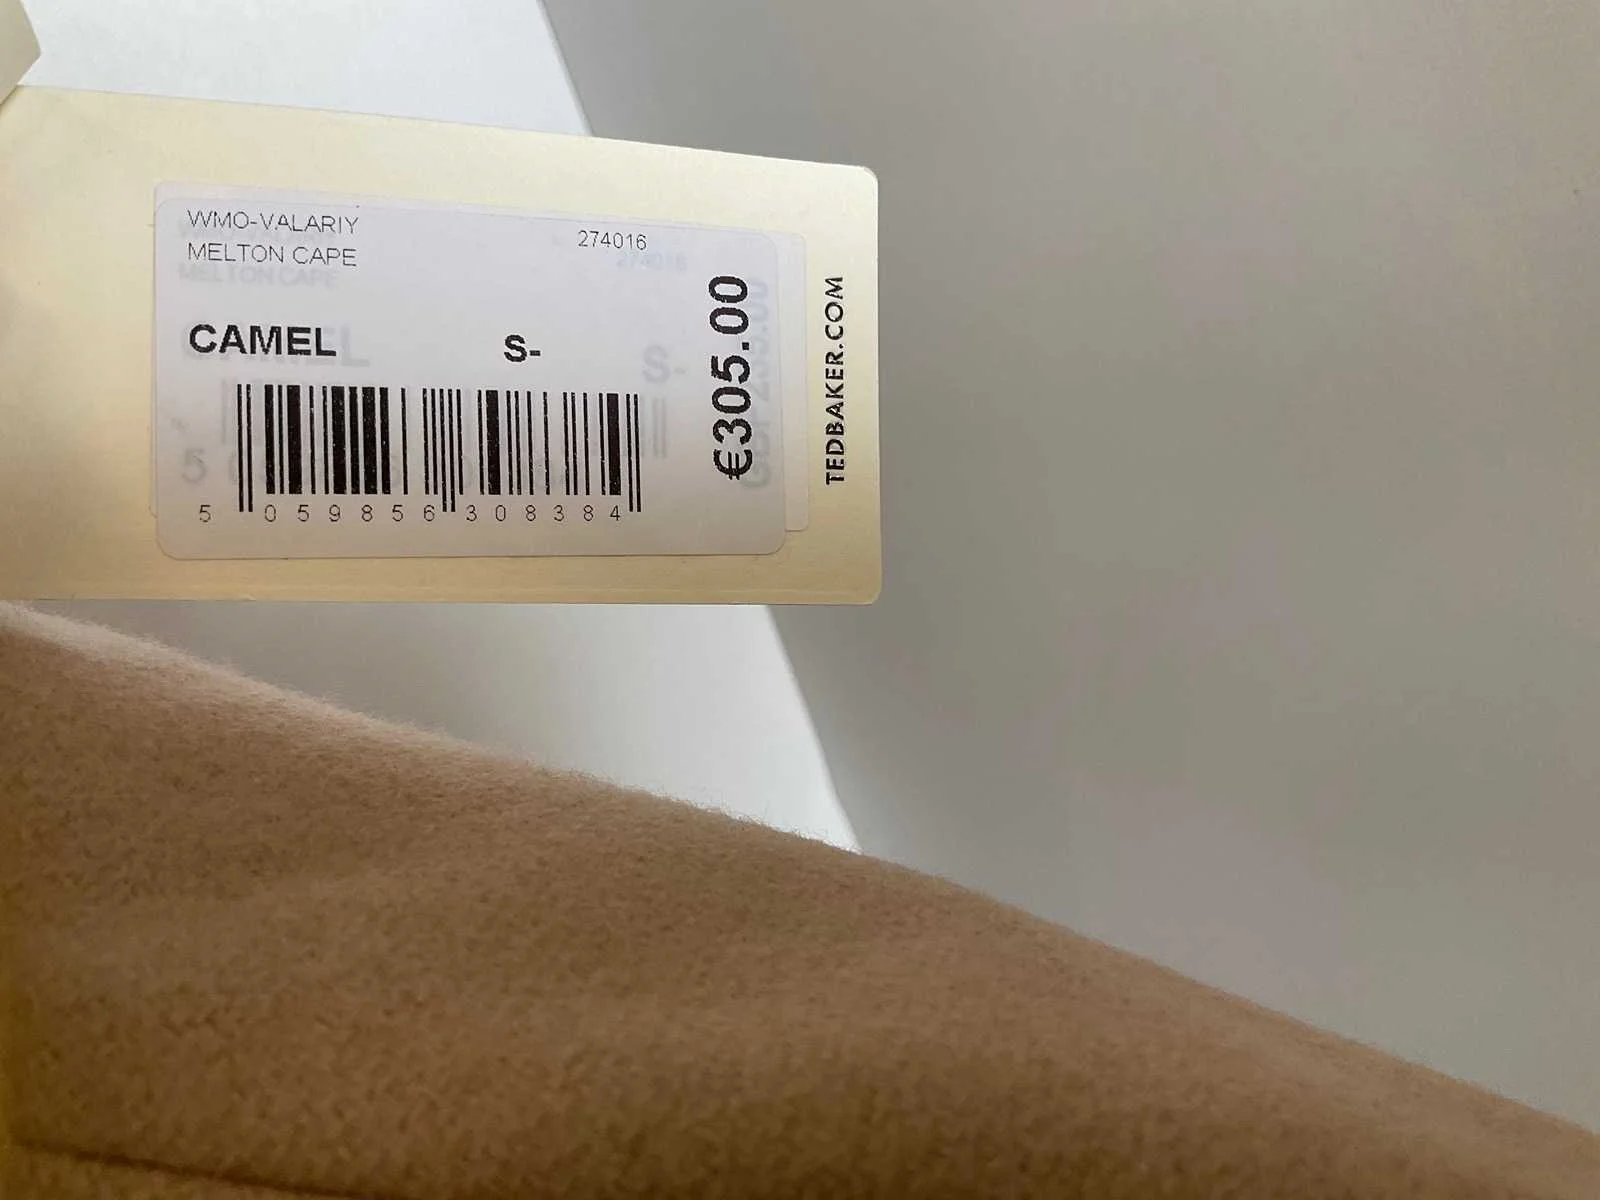 WMO-VALARIY
MELTON CAPE
274016
CAMEL
S-
€305.00
5 059856 308384
TEDBAKER.COM